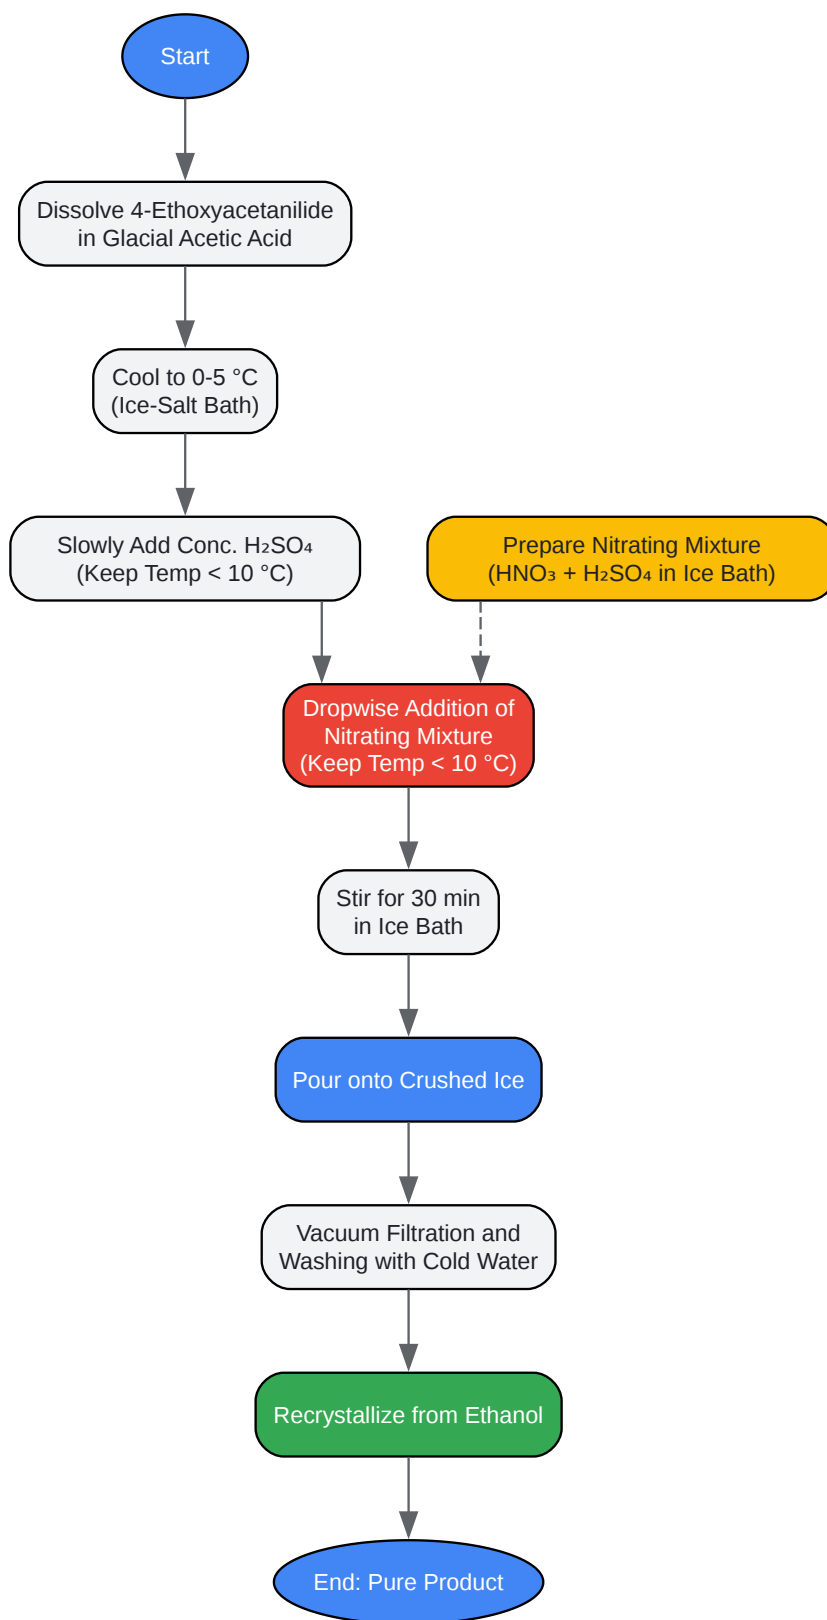 Start
Dissolve 4-Ethoxyacetanilide
in Glacial Acetic Acid
Cool to 0-5 °C
(Ice-Salt Bath)
Slowly Add Conc. H₂SO₄
(Keep Temp < 10 °C)
Prepare Nitrating Mixture
(HNO₃ + H₂SO₄ in Ice Bath)
Dropwise Addition of
Nitrating Mixture
(Keep Temp < 10 °C)
Stir for 30 min
in Ice Bath
Pour onto Crushed Ice
Vacuum Filtration and
Washing with Cold Water
Recrystallize from Ethanol
End: Pure Product